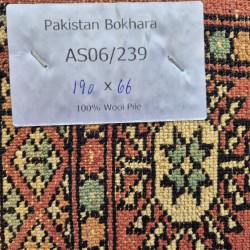 Pakistan Bokhara
AS06/239
190 x 66
100% Wool Pile